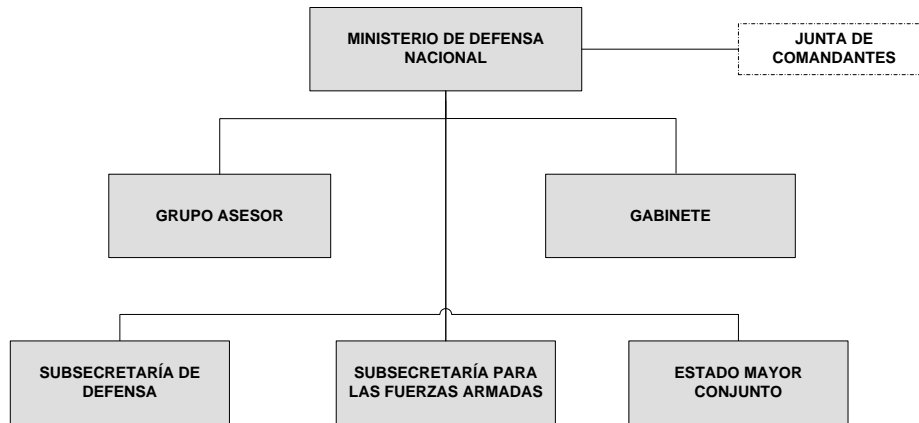 MINISTERIO DE DEFENSA
NACIONAL
JUNTA DE
COMANDANTES
GRUPO ASESOR
GABINETE
SUBSECRETARÍA DE
DEFENSA
SUBSECRETARÍA PARA
LAS FUERZAS ARMADAS
ESTADO MAYOR
CONJUNTO